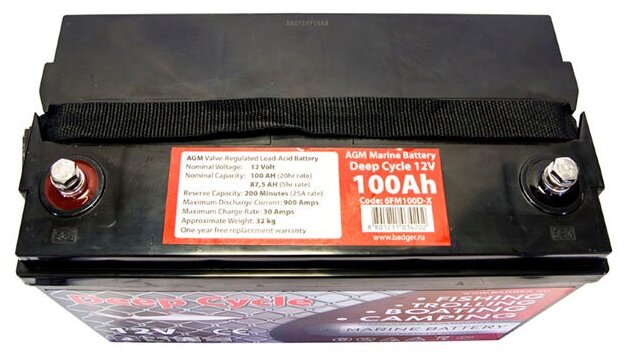 AGM Valve-Regulated Lead-Acid Battery
Nominal Voltage: 12 Volt
Nominal Capacity: 100 AH (20hr rate)
87,5 AH (5hr rate)
Reserve Capacity: 200 Minutes (25A rate)
Maximum Discharge Current: 900 Amps
Maximum Charge Rate: 30 Amps
Approximate Weight: 32 kg
One-year free replacement warranty
AGM Marine Battery
Deep Cycle 12V
100Ah
Code: 6FM100D-X
www.badger.ru
Deep Cycle
12V
• FISHING
• TROLLING
• BOATING
• CAMPING
MARINE BATTERY